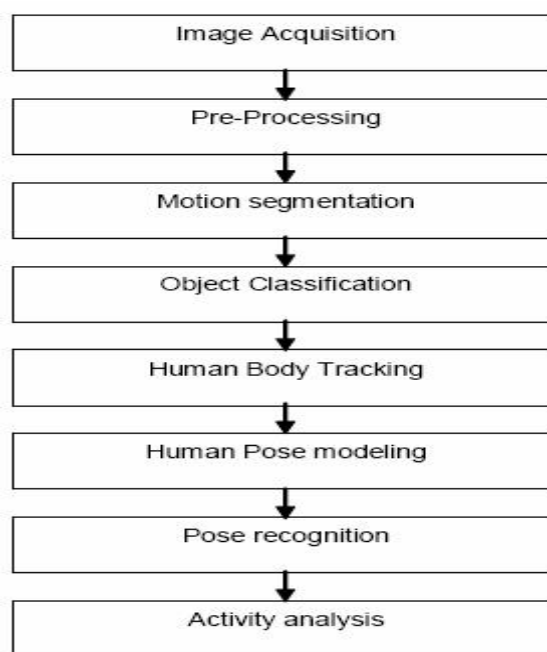 Image Acquisition
Pre-Processing
Motion segmentation
Object Classification
Human Body Tracking
Human Pose modeling
Pose recognition
Activity analysis